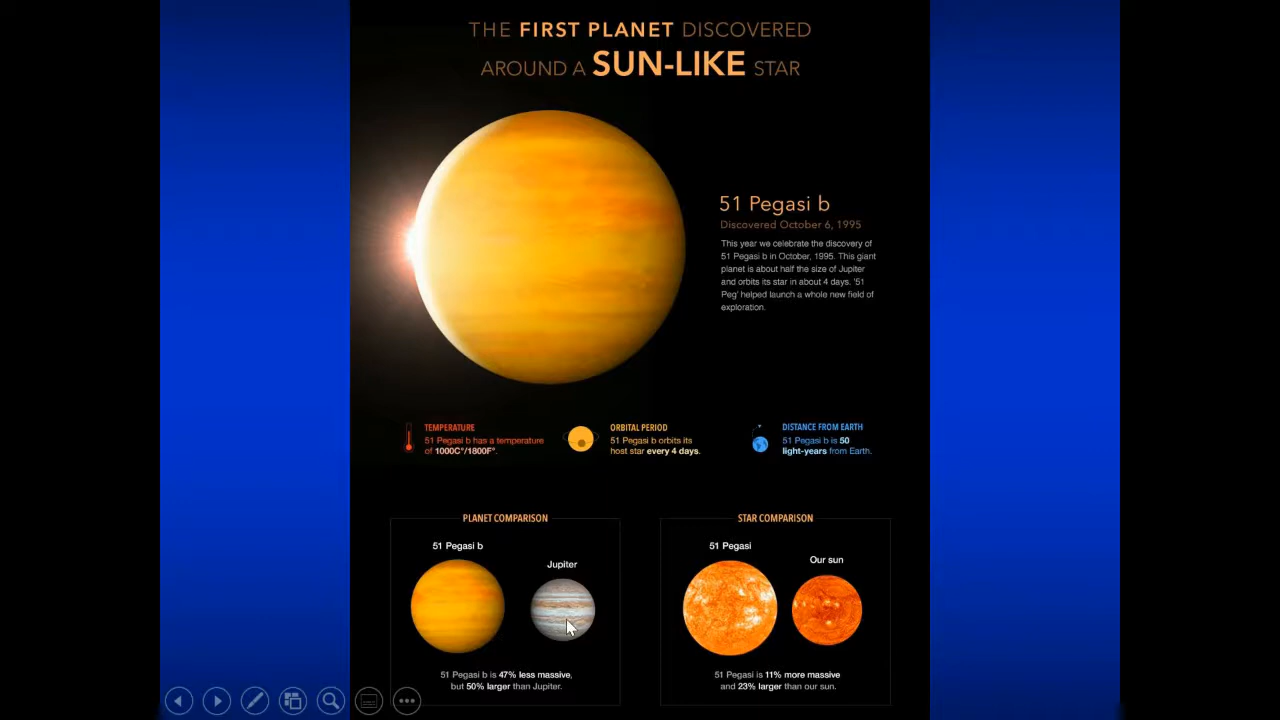 THE FIRST PLANET DISCOVERED
AROUND A SUN-LIKE STAR
51 Pegasi b
Discovered October 6, 1995
This year we celebrate the discovery of
51 Pegasi b in October, 1995. This giant
planet is about half the size of Jupiter
and orbits its star in about 4 days. '51
Peg' helped launch a whole new field of
exploration.
TEMPERATURE
51 Pegasi b has a temperature
of 1000C°/1800F°.
ORBITAL PERIOD
51 Pegasi b orbits its
host star every 4 days.
DISTANCE FROM EARTH
51 Pegasi b is 50
light-years from Earth.
PLANET COMPARISON
51 Pegasi b
Jupiter
51 Pegasi b is 47% less massive,
but 50% larger than Jupiter.
STAR COMPARISON
51 Pegasi
Our sun
51 Pegasi is 11% more massive
and 23% larger than our sun.